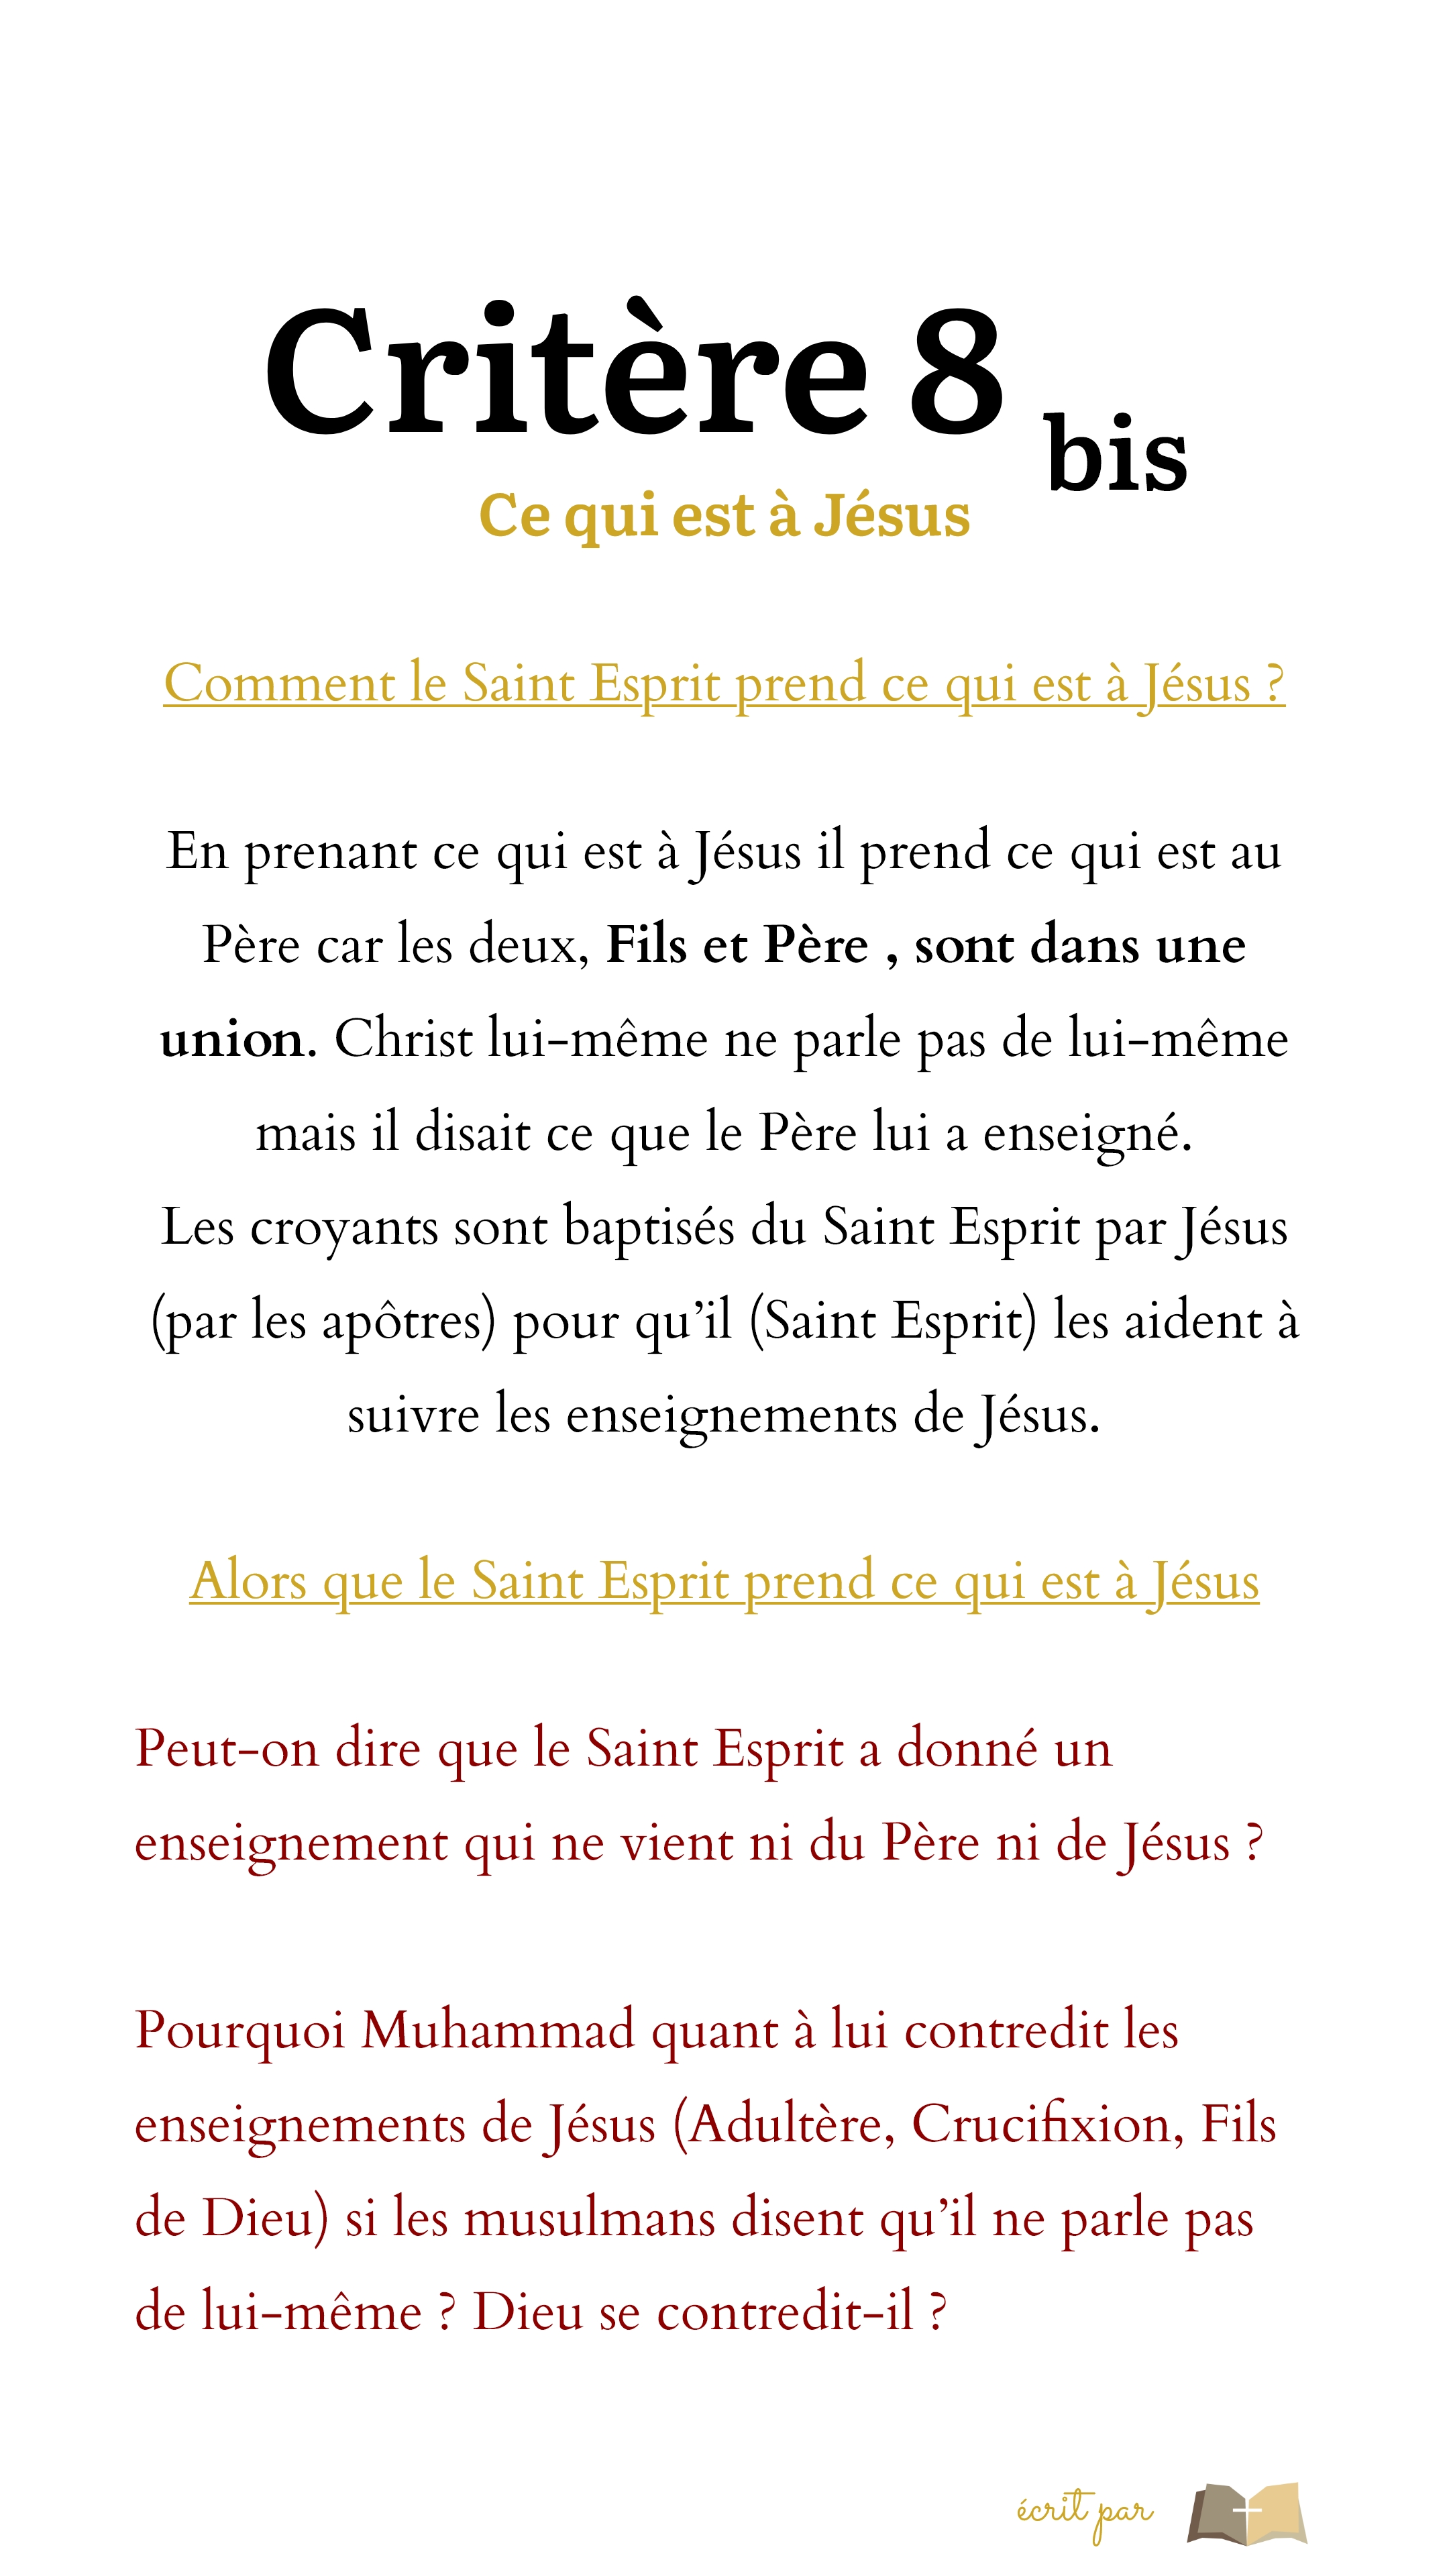 Critère 8 bis
Ce qui est à Jésus
Comment le Saint Esprit prend ce qui est à Jésus ?
En prenant ce qui est à Jésus il prend ce qui est au
Père car les deux, Fils et Père , sont dans une
union. Christ lui-même ne parle pas de lui-même
mais il disait ce que le Père lui a enseigné.
Les croyants sont baptisés du Saint Esprit par Jésus
(par les apôtres) pour qu’il (Saint Esprit) les aident à
suivre les enseignements de Jésus.
Alors que le Saint Esprit prend ce qui est à Jésus
Peut-on dire que le Saint Esprit a donné un
enseignement qui ne vient ni du Père ni de Jésus ?
Pourquoi Muhammad quant à lui contredit les
enseignements de Jésus (Adultère, Crucifixion, Fils
de Dieu) si les musulmans disent qu’il ne parle pas
de lui-même ? Dieu se contredit-il ?
écrit par